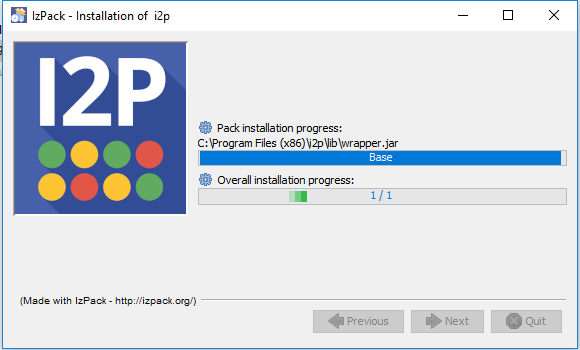 IzPack - Installation of i2p
I2P
Pack installation progress:
C:\Program Files (x86)\i2p\lib\wrapper.jar
Base
Overall installation progress:
1 / 1
(Made with IzPack - http://izpack.org/)
Previous
Next
Quit